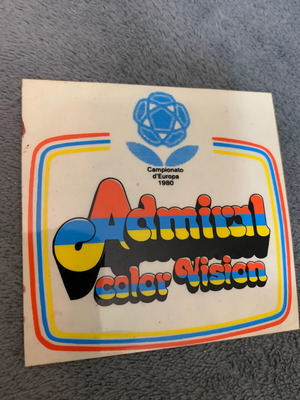 Campionato
d'Europa
1980
Admiral
color Vision